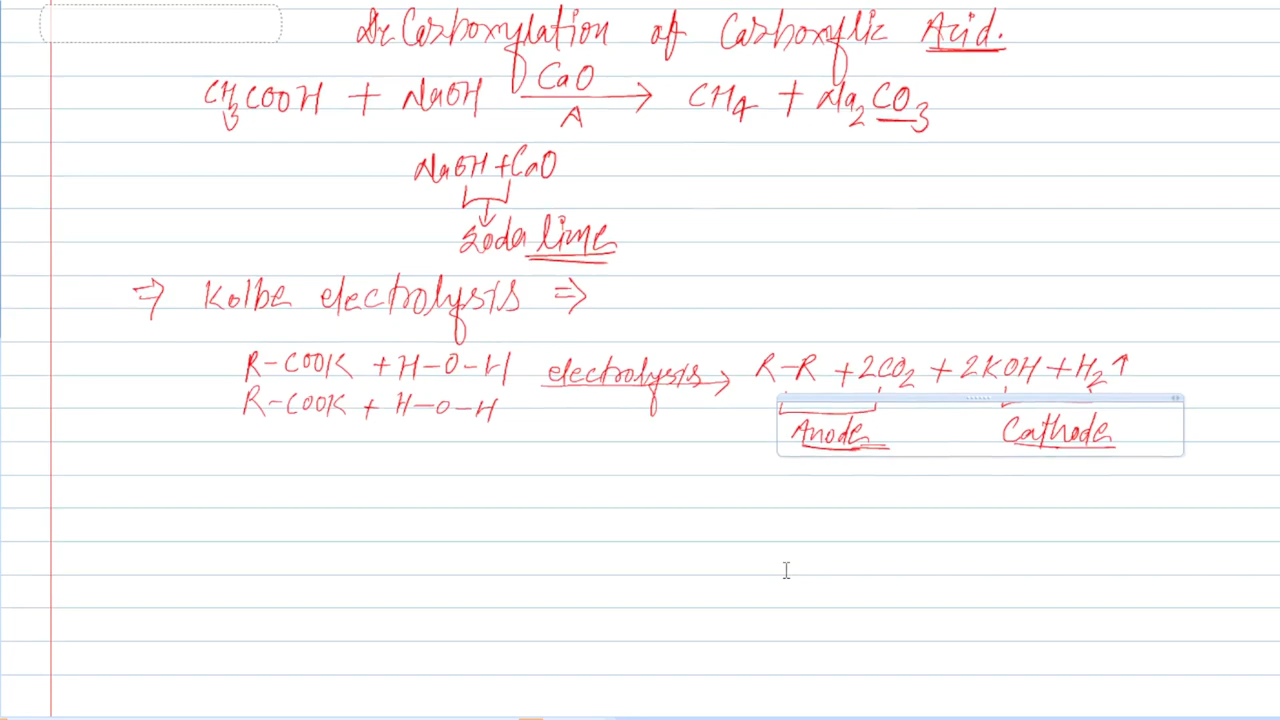 DeCarboxylation of Carboxylic Acid.
CH3COOH + NaOH CaO/Δ → CH4 + Na2CO3
NaOH + CaO
soda lime
⇒ Kolbe electrolysis ⇒
R-COOK + H-O-H electrolysis → R-R + 2CO2 + 2KOH + H2↑
R-COOK + H-O-H
Anode Cathode